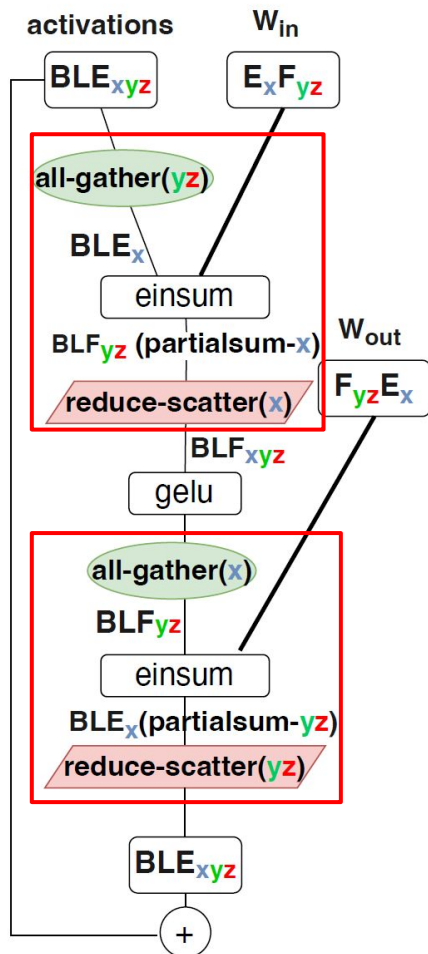 activations
W_in
BLE_xyz
E_xF_yz
all-gather(yz)
BLE_x
einsum
BLF_yz (partialsum-x)
W_out
F_yzE_x
reduce-scatter(x)
BLF_xyz
gelu
all-gather(x)
BLF_yz
einsum
BLE_x(partialsum-yz)
reduce-scatter(yz)
BLE_xyz
+